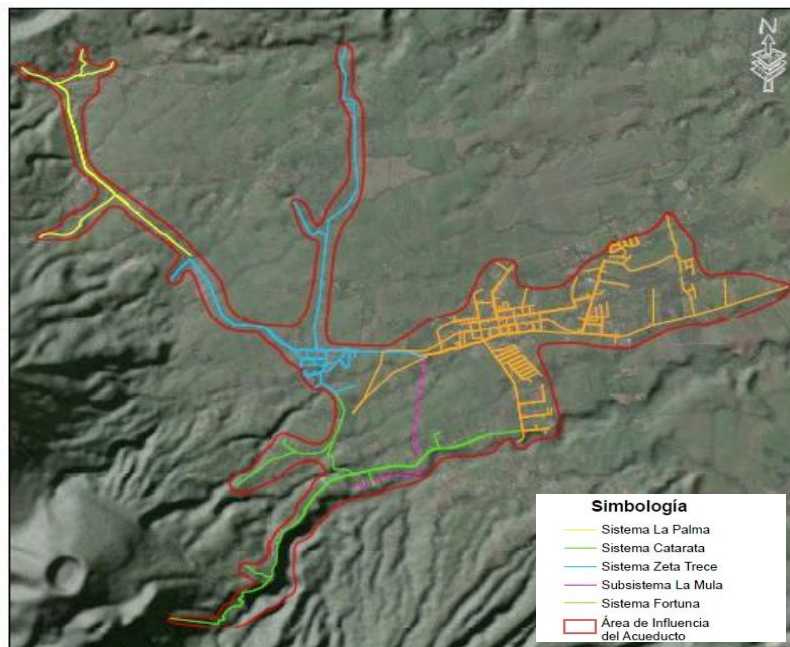 N
Simbología
Sistema La Palma
Sistema Catarata
Sistema Zeta Trece
Subsistema La Mula
Sistema Fortuna
Área de Influencia
del Acueducto